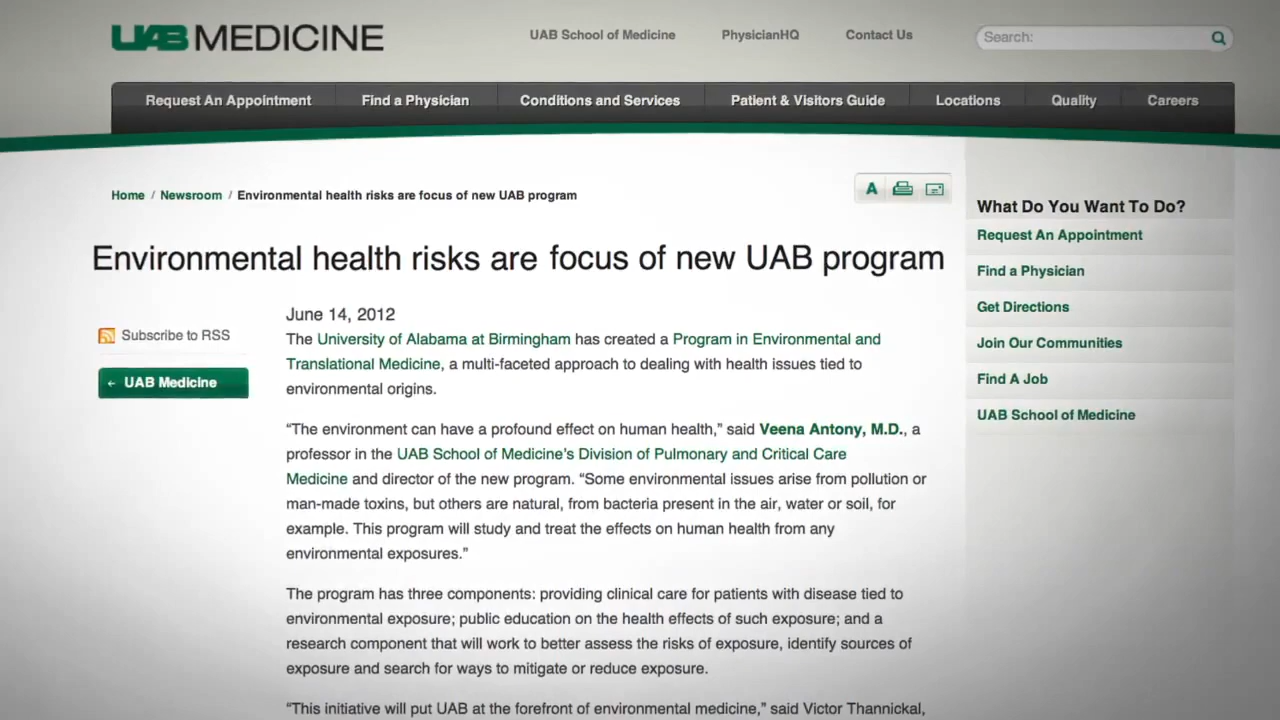 UAB MEDICINE
UAB School of Medicine PhysicianHQ Contact Us
Search:
Request An Appointment Find a Physician Conditions and Services Patient & Visitors Guide Locations Quality Careers
Home / Newsroom / Environmental health risks are focus of new UAB program
A
Environmental health risks are focus of new UAB program
Subscribe to RSS
← UAB Medicine
June 14, 2012
The University of Alabama at Birmingham has created a Program in Environmental and
Translational Medicine, a multi-faceted approach to dealing with health issues tied to
environmental origins.
“The environment can have a profound effect on human health,” said Veena Antony, M.D., a
professor in the UAB School of Medicine’s Division of Pulmonary and Critical Care
Medicine and director of the new program. “Some environmental issues arise from pollution or
man-made toxins, but others are natural, from bacteria present in the air, water or soil, for
example. This program will study and treat the effects on human health from any
environmental exposures.”
The program has three components: providing clinical care for patients with disease tied to
environmental exposure; public education on the health effects of such exposure; and a
research component that will work to better assess the risks of exposure, identify sources of
exposure and search for ways to mitigate or reduce exposure.
“This initiative will put UAB at the forefront of environmental medicine,” said Victor Thannickal,
What Do You Want To Do?
Request An Appointment
Find a Physician
Get Directions
Join Our Communities
Find A Job
UAB School of Medicine